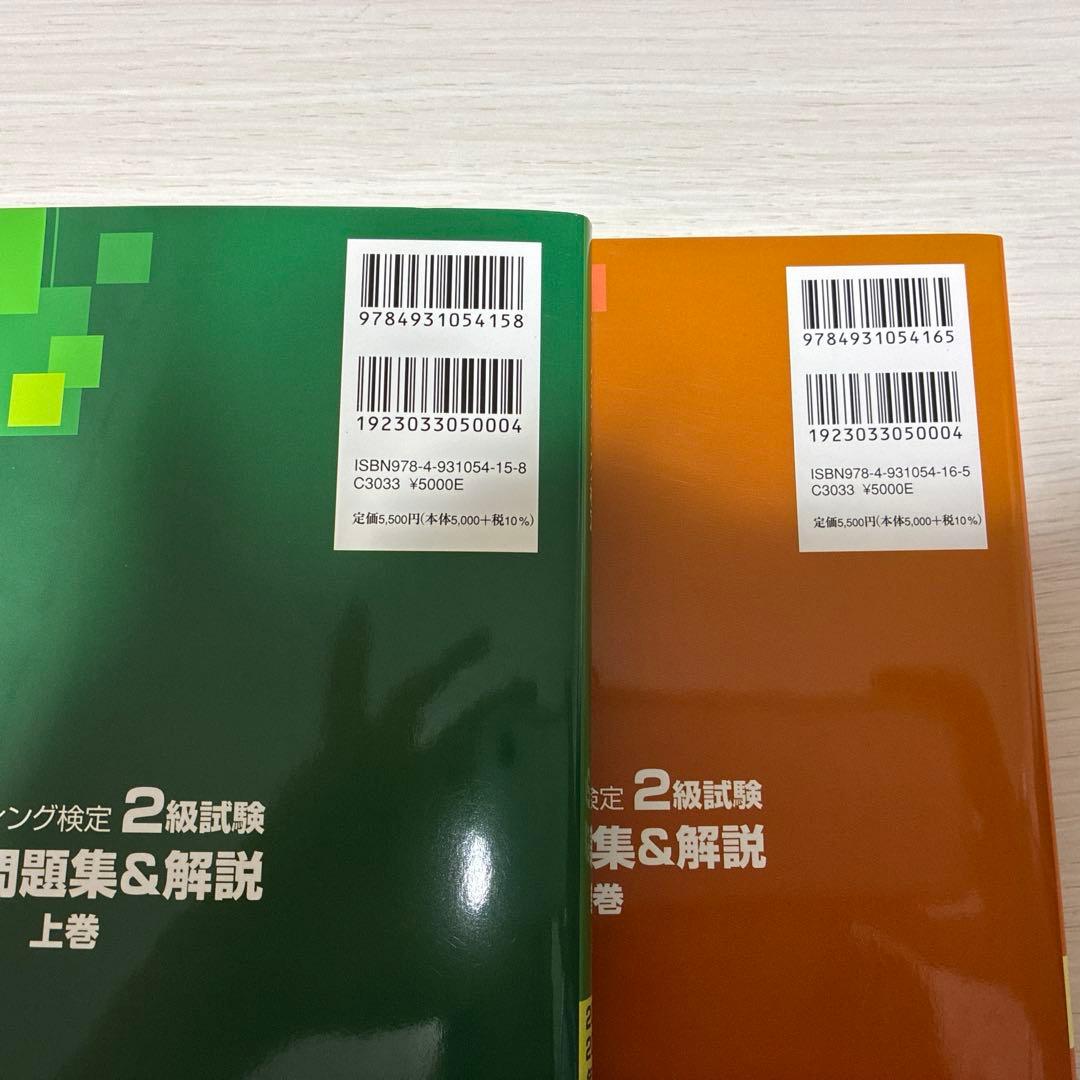 9784931054158
1923033050004
ISBN978-4-931054-15-8
C3033 ¥5000E
定価5,500円(本体5,000+税10%)
ィング検定 2級試験
問題集&解説
上巻
9784931054165
1923033050004
ISBN978-4-931054-16-5
C3033 ¥5000E
定価5,500円(本体5,000+税10%)
検定 2級試験
集&解説
巻